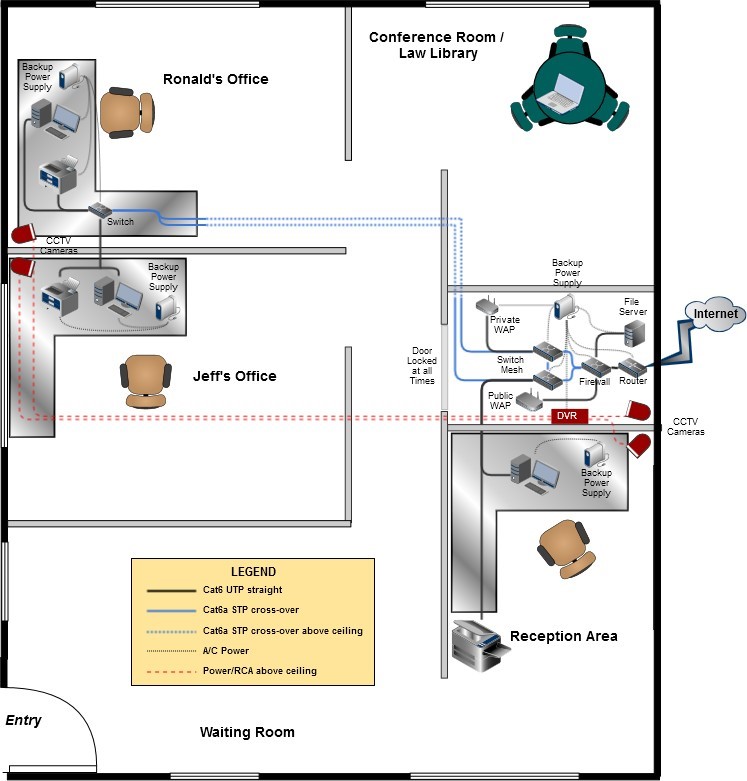 Conference Room /
Law Library
Ronald's Office
Backup
Power
Supply
Switch
CCTV
Cameras
Backup
Power
Supply
Jeff's Office
Backup
Power
Supply
File
Server
Internet
Private
WAP
Door
Locked
at all
Times
Switch
Mesh
Firewall
Router
Public
WAP
DVR
CCTV
Cameras
Backup
Power
Supply
LEGEND
Cat6 UTP straight
Cat6a STP cross-over
Cat6a STP cross-over above ceiling
A/C Power
Power/RCA above ceiling
Reception Area
Entry
Waiting Room